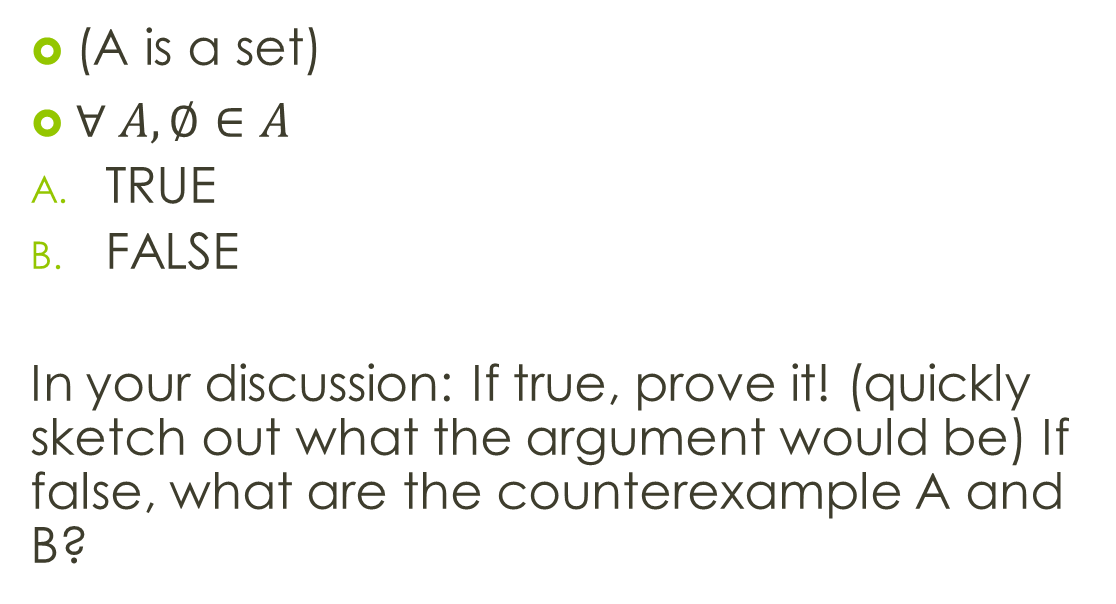 (A is a set)
∀ A, ∅ ∈ A
A. TRUE
B. FALSE
In your discussion: If true, prove it! (quickly
sketch out what the argument would be) If
false, what are the counterexample A and
B?